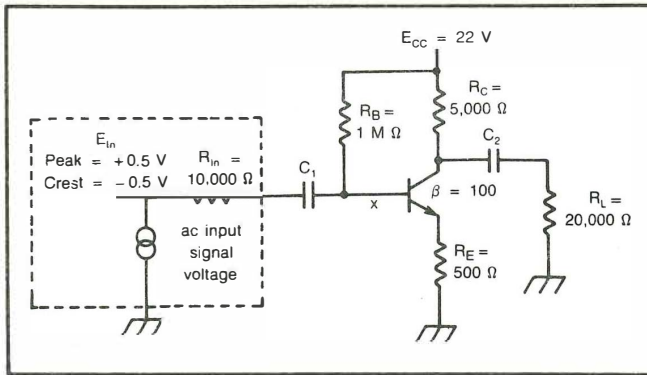 E_CC = 22 V
R_C =
5,000 Ω
R_B =
1 M Ω
E_in
Peak = +0.5 V
Crest = −0.5 V
R_in =
10,000 Ω
C_1
C_2
x
β = 100
R_L =
20,000 Ω
ac input
signal
voltage
R_E =
500 Ω